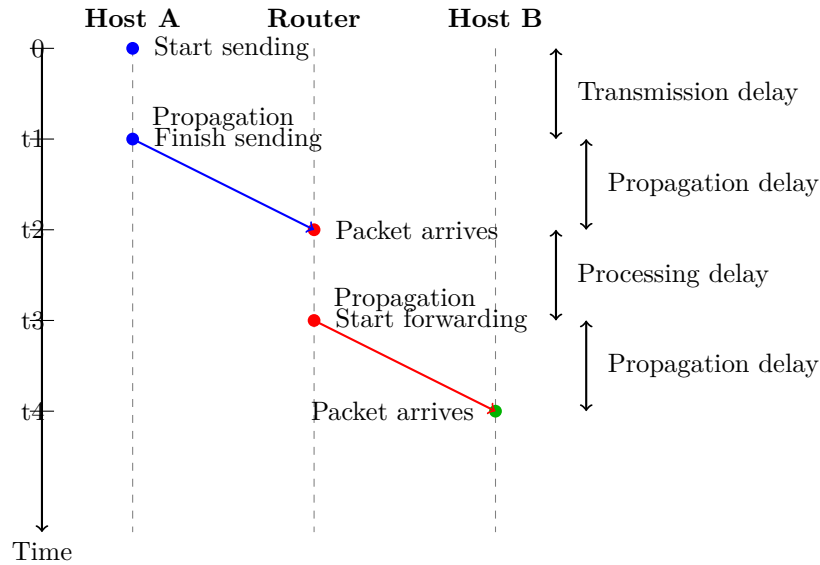 Host A Router Host B
0 Start sending
Transmission delay
Propagation
t1 Finish sending
Propagation delay
t2 Packet arrives
Processing delay
Propagation
t3 Start forwarding
Propagation delay
t4 Packet arrives
Time